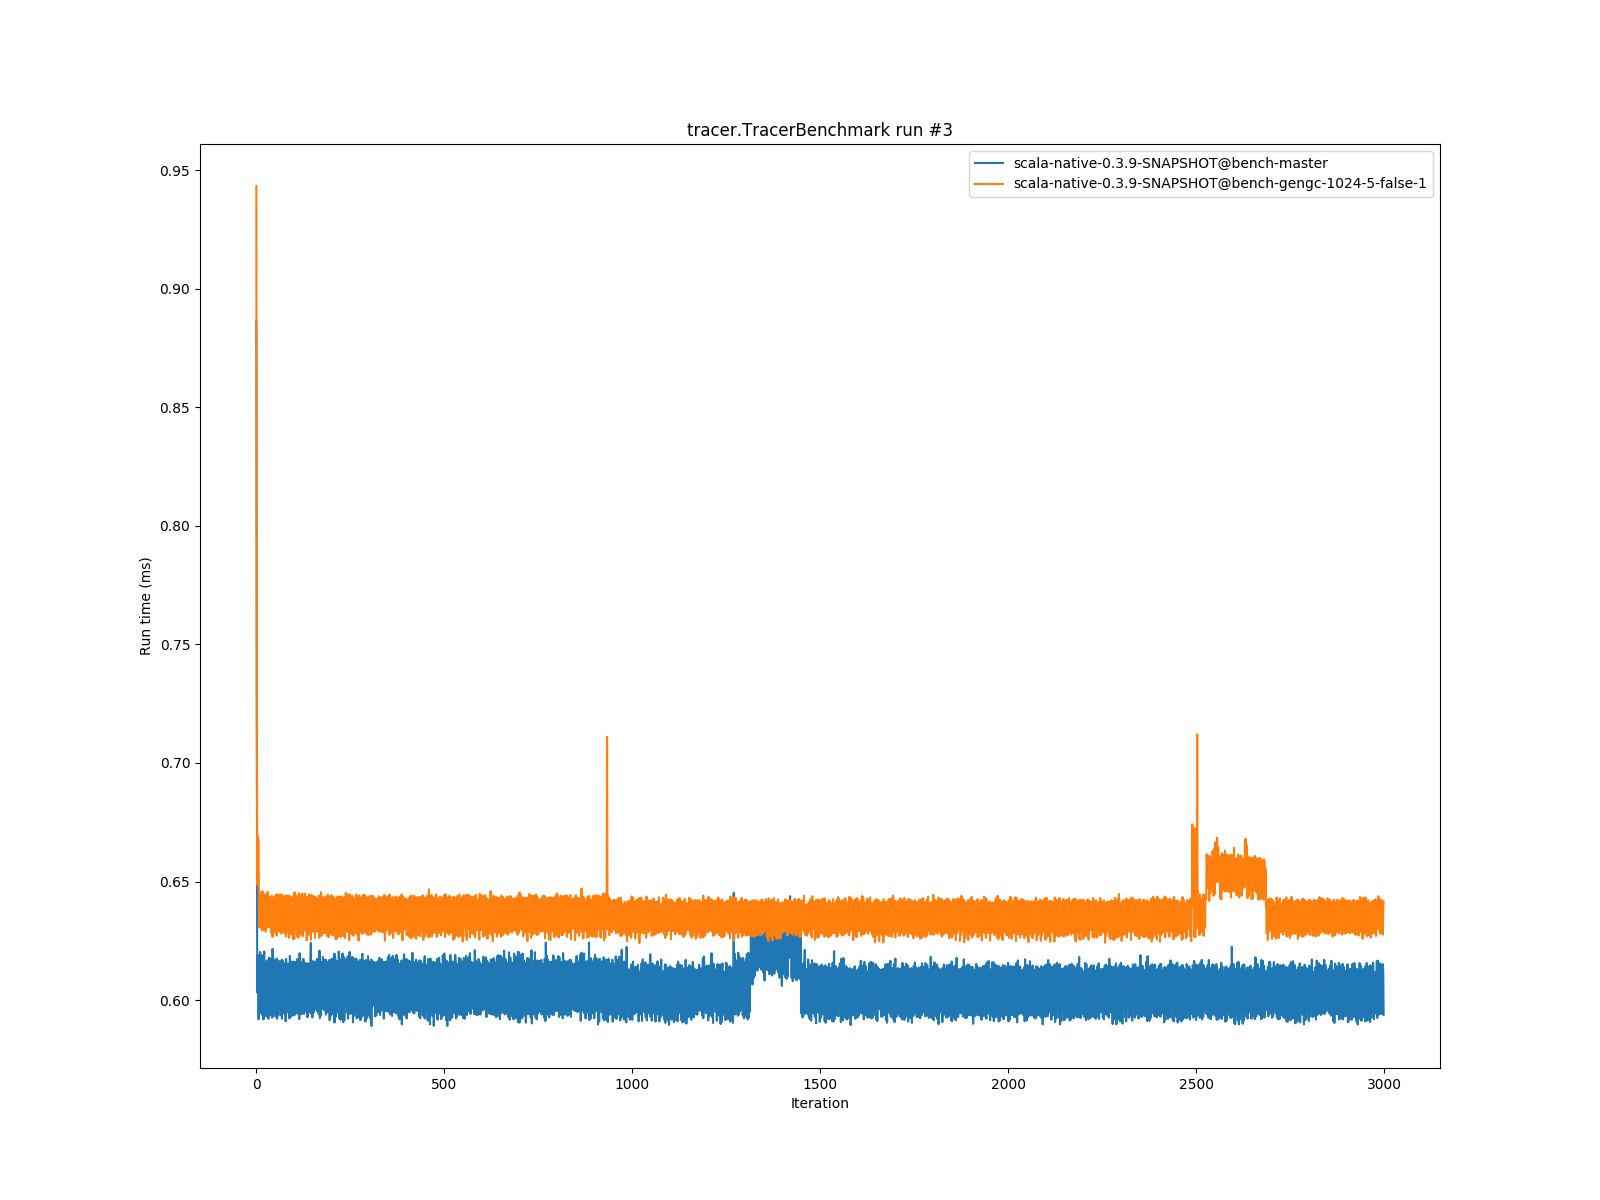 tracer.TracerBenchmark run #3
scala-native-0.3.9-SNAPSHOT@bench-master
scala-native-0.3.9-SNAPSHOT@bench-gengc-1024-5-false-1
Run time (ms)
0.95
0.90
0.85
0.80
0.75
0.70
0.65
0.60
0 500 1000 1500 2000 2500 3000
Iteration